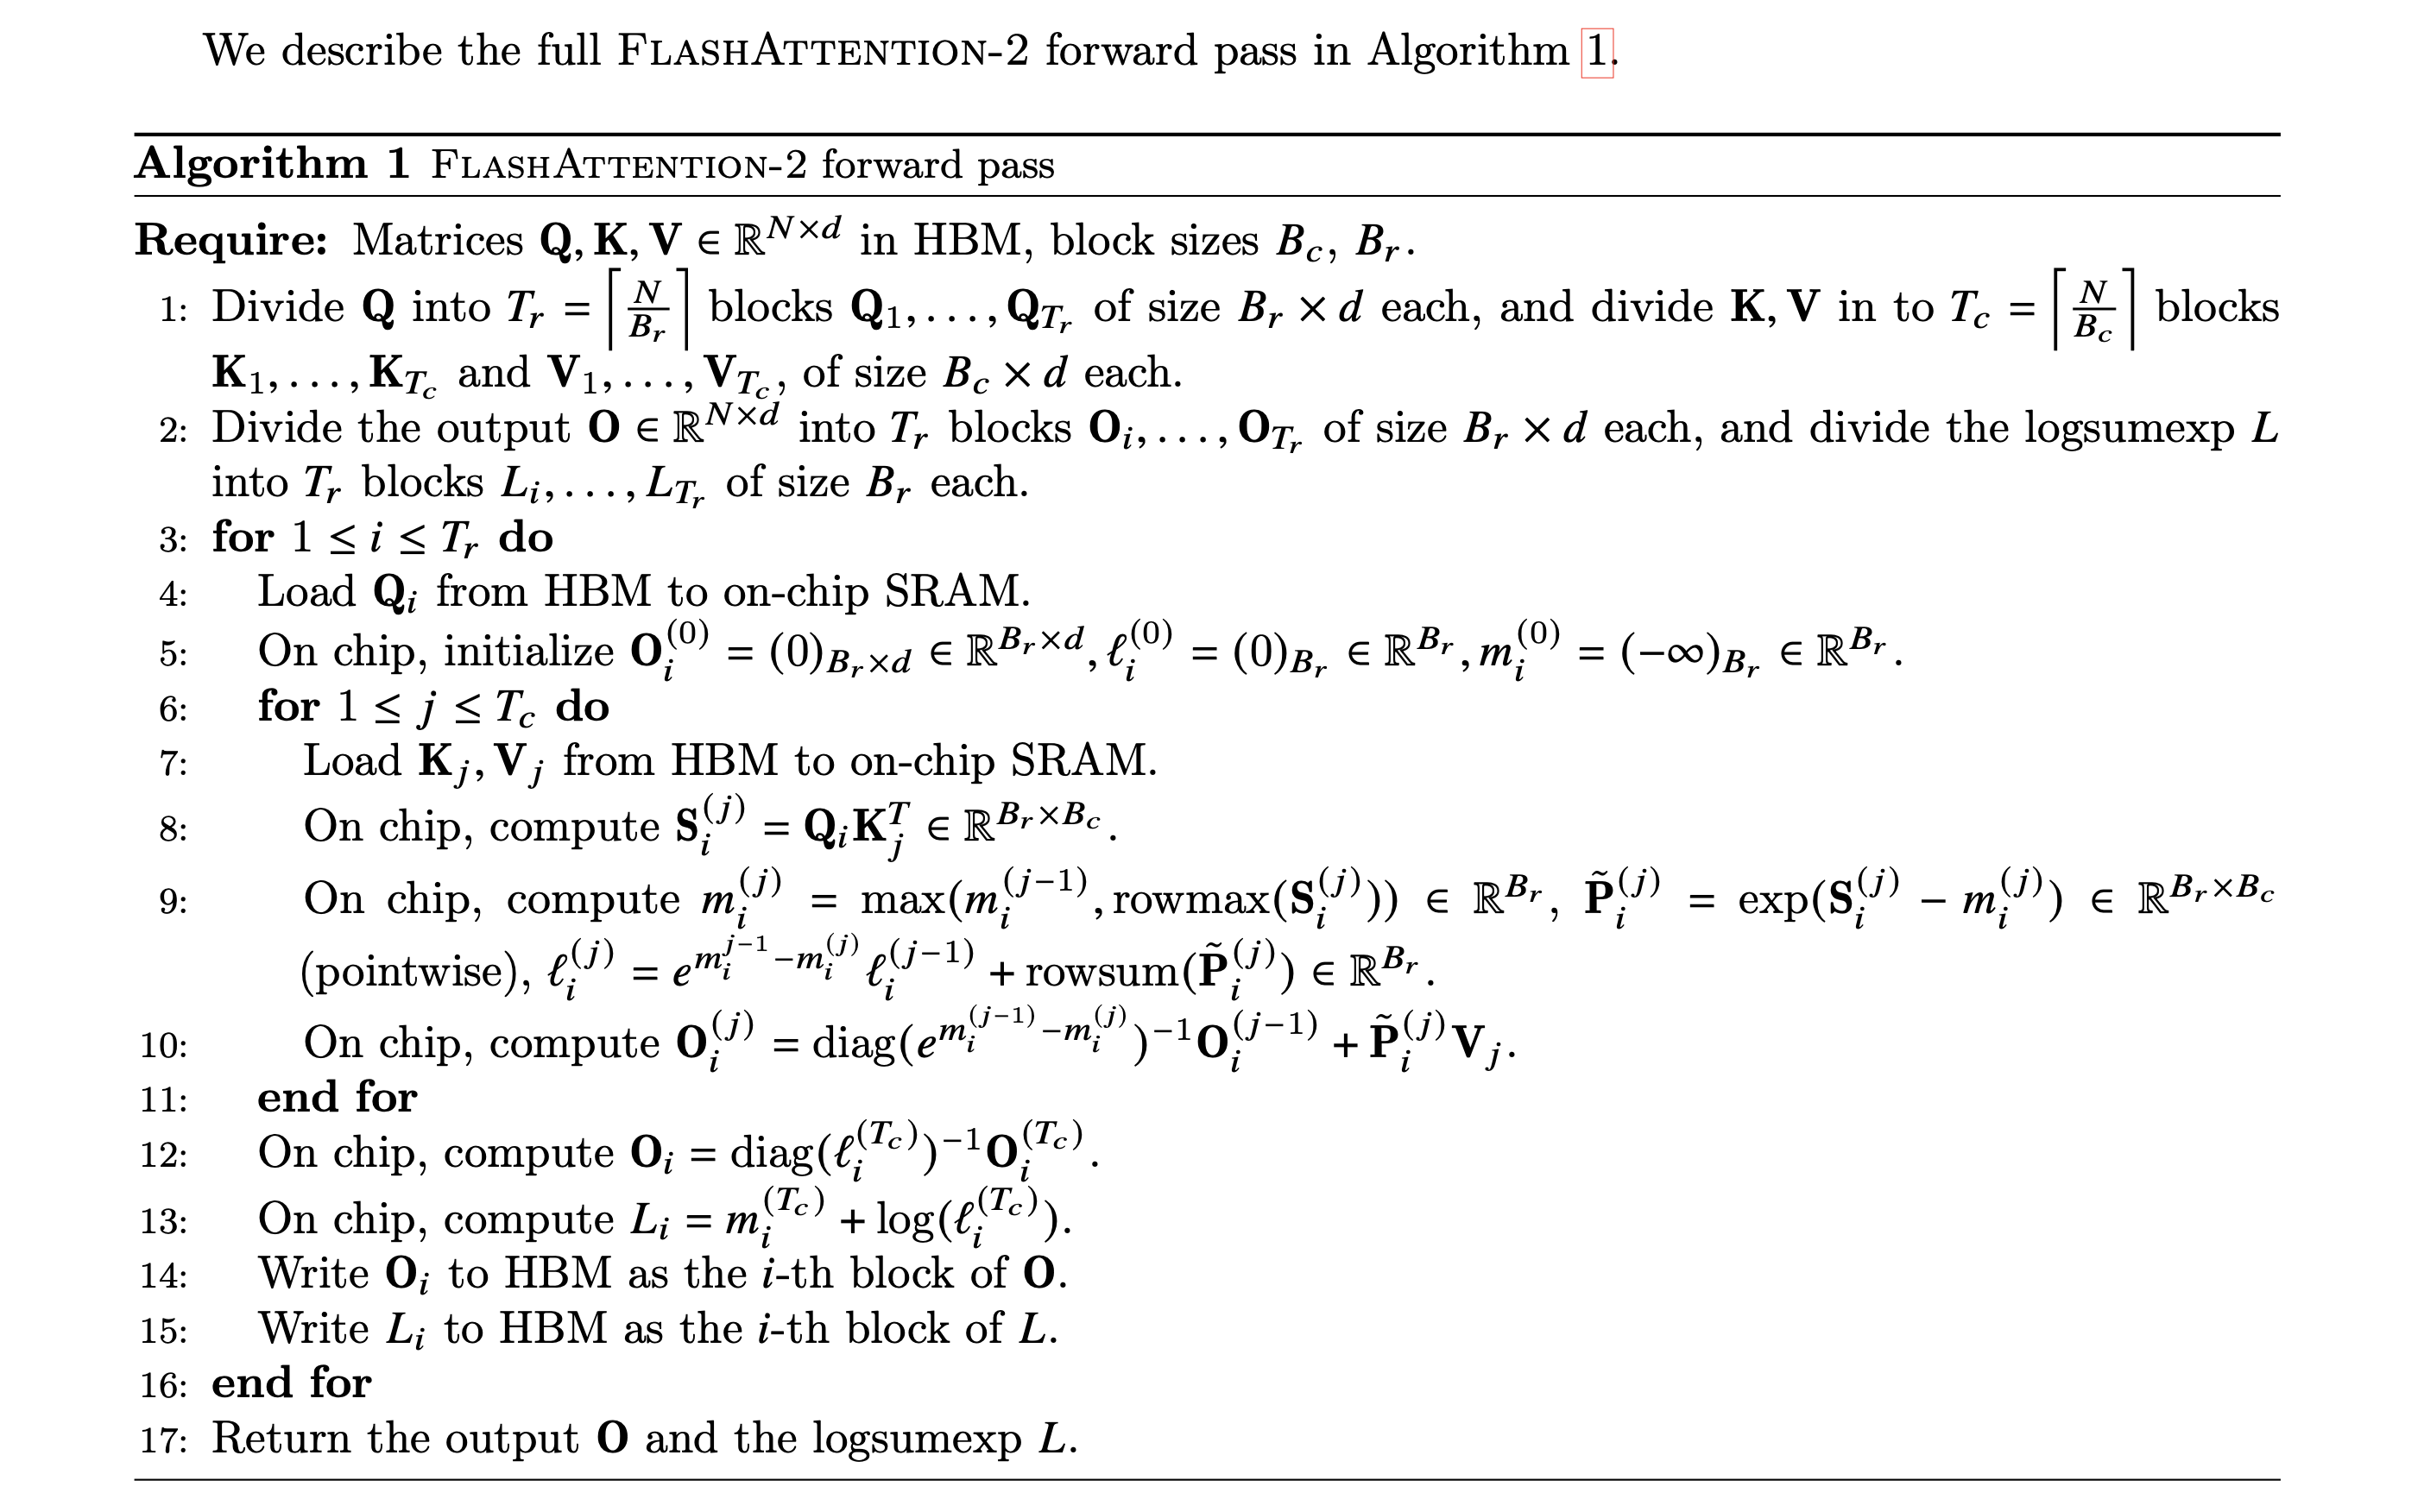 We describe the full FlashAttention-2 forward pass in Algorithm 1.
Algorithm 1 FlashAttention-2 forward pass
Require: Matrices $\mathbf{Q}, \mathbf{K}, \mathbf{V} \in \mathbb{R}^{N \times d}$ in HBM, block sizes $B_c$, $B_r$.
1: Divide $\mathbf{Q}$ into $T_r = \left\lceil \frac{N}{B_r} \right\rceil$ blocks $\mathbf{Q}_1, \ldots, \mathbf{Q}_{T_r}$ of size $B_r \times d$ each, and divide $\mathbf{K}, \mathbf{V}$ in to $T_c = \left\lceil \frac{N}{B_c} \right\rceil$ blocks
$\mathbf{K}_1, \ldots, \mathbf{K}_{T_c}$ and $\mathbf{V}_1, \ldots, \mathbf{V}_{T_c}$, of size $B_c \times d$ each.
2: Divide the output $\mathbf{O} \in \mathbb{R}^{N \times d}$ into $T_r$ blocks $\mathbf{O}_i, \ldots, \mathbf{O}_{T_r}$ of size $B_r \times d$ each, and divide the logsumexp $L$
into $T_r$ blocks $L_i, \ldots, L_{T_r}$ of size $B_r$ each.
3: for $1 \le i \le T_r$ do
4: Load $\mathbf{Q}_i$ from HBM to on-chip SRAM.
5: On chip, initialize $\mathbf{O}_i^{(0)} = (0)_{B_r \times d} \in \mathbb{R}^{B_r \times d}, \ell_i^{(0)} = (0)_{B_r} \in \mathbb{R}^{B_r}, m_i^{(0)} = (-\infty)_{B_r} \in \mathbb{R}^{B_r}$.
6: for $1 \le j \le T_c$ do
7: Load $\mathbf{K}_j, \mathbf{V}_j$ from HBM to on-chip SRAM.
8: On chip, compute $\mathbf{S}_i^{(j)} = \mathbf{Q}_i \mathbf{K}_j^T \in \mathbb{R}^{B_r \times B_c}$.
9: On chip, compute $m_i^{(j)} = \max(m_i^{(j-1)}, \mathrm{rowmax}(\mathbf{S}_i^{(j)})) \in \mathbb{R}^{B_r}$, $\tilde{\mathbf{P}}_i^{(j)} = \exp(\mathbf{S}_i^{(j)} - m_i^{(j)}) \in \mathbb{R}^{B_r \times B_c}$
(pointwise), $\ell_i^{(j)} = e^{m_i^{j-1} - m_i^{(j)}} \ell_i^{(j-1)} + \mathrm{rowsum}(\tilde{\mathbf{P}}_i^{(j)}) \in \mathbb{R}^{B_r}$.
10: On chip, compute $\mathbf{O}_i^{(j)} = \mathrm{diag}(e^{m_i^{(j-1)} - m_i^{(j)}})^{-1} \mathbf{O}_i^{(j-1)} + \tilde{\mathbf{P}}_i^{(j)} \mathbf{V}_j$.
11: end for
12: On chip, compute $\mathbf{O}_i = \mathrm{diag}(\ell_i^{(T_c)})^{-1} \mathbf{O}_i^{(T_c)}$.
13: On chip, compute $L_i = m_i^{(T_c)} + \log(\ell_i^{(T_c)})$.
14: Write $\mathbf{O}_i$ to HBM as the $i$-th block of $\mathbf{O}$.
15: Write $L_i$ to HBM as the $i$-th block of $L$.
16: end for
17: Return the output $\mathbf{O}$ and the logsumexp $L$.